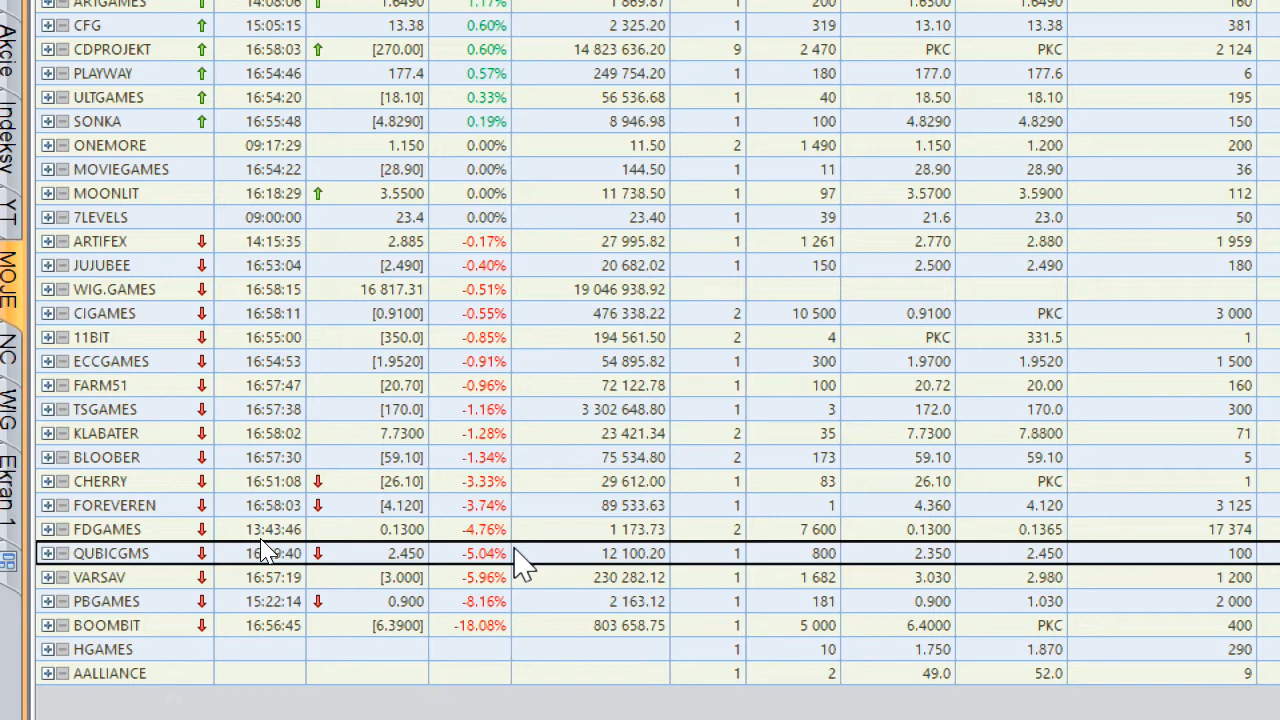 ARTGAMES 14:08:06 1.6490 1.17% 1 869.87 1 200 1.6500 1.6490 160
CFG 15:05:15 13.38 0.60% 2 325.20 1 319 13.10 13.38 381
CDPROJEKT 16:58:03 [270.00] 0.60% 14 823 636.20 9 2 470 PKC PKC 2 124
PLAYWAY 16:54:46 177.4 0.57% 249 754.20 1 180 177.0 177.6 6
ULTGAMES 16:54:20 [18.10] 0.33% 56 536.68 1 40 18.50 18.10 195
SONKA 16:55:48 [4.8290] 0.19% 8 946.98 1 100 4.8290 4.8290 150
ONEMORE 09:17:29 1.150 0.00% 11.50 2 1 490 1.150 1.200 200
MOVIEGAMES 16:54:22 [28.90] 0.00% 144.50 1 11 28.90 28.90 36
MOONLIT 16:18:29 3.5500 0.00% 11 738.50 1 97 3.5700 3.5900 112
7LEVELS 09:00:00 23.4 0.00% 23.40 1 39 21.6 23.0 50
ARTIFEX 14:15:35 2.885 -0.17% 27 995.82 1 1 261 2.770 2.880 1 959
JUJUBEE 16:53:04 [2.490] -0.40% 20 682.02 1 150 2.500 2.490 180
WIG.GAMES 16:58:15 16 817.31 -0.51% 19 046 938.92
CIGAMES 16:58:11 [0.9100] -0.55% 476 338.22 2 10 500 0.9100 PKC 3 000
11BIT 16:55:00 [350.0] -0.85% 194 561.50 2 4 PKC 331.5 1
ECCGAMES 16:54:53 [1.9520] -0.91% 54 895.82 1 300 1.9700 1.9520 1 500
FARM51 16:57:47 [20.70] -0.96% 72 122.78 1 100 20.72 20.00 160
TSGAMES 16:57:38 [170.0] -1.16% 3 302 648.80 1 3 172.0 170.0 300
KLABATER 16:58:02 7.7300 -1.28% 23 421.34 2 35 7.7300 7.8800 71
BLOOBER 16:57:30 [59.10] -1.34% 75 534.80 2 173 59.10 59.10 5
CHERRY 16:51:08 [26.10] -3.33% 29 612.00 1 83 26.10 PKC 1
FOREVEREN 16:58:03 [4.120] -3.74% 89 533.63 1 1 4.360 4.120 3 125
FDGAMES 13:43:46 0.1300 -4.76% 1 173.73 2 7 600 0.1300 0.1365 17 374
QUBICGMS 2.450 -5.04% 12 100.20 1 800 2.350 2.450 100
VARSAV 16:57:19 [3.000] -5.96% 230 282.12 1 1 682 3.030 2.980 1 200
PBGAMES 15:22:14 0.900 -8.16% 2 163.12 1 181 0.900 1.030 2 000
BOOMBIT 16:56:45 [6.3900] -18.08% 803 658.75 1 5 000 6.4000 PKC 400
HGAMES 1 10 1.750 1.870 290
AALLIANCE 1 2 49.0 52.0 9
Akcie
Indeksy
YT
MOJE
NC
WIG
Ekran 1